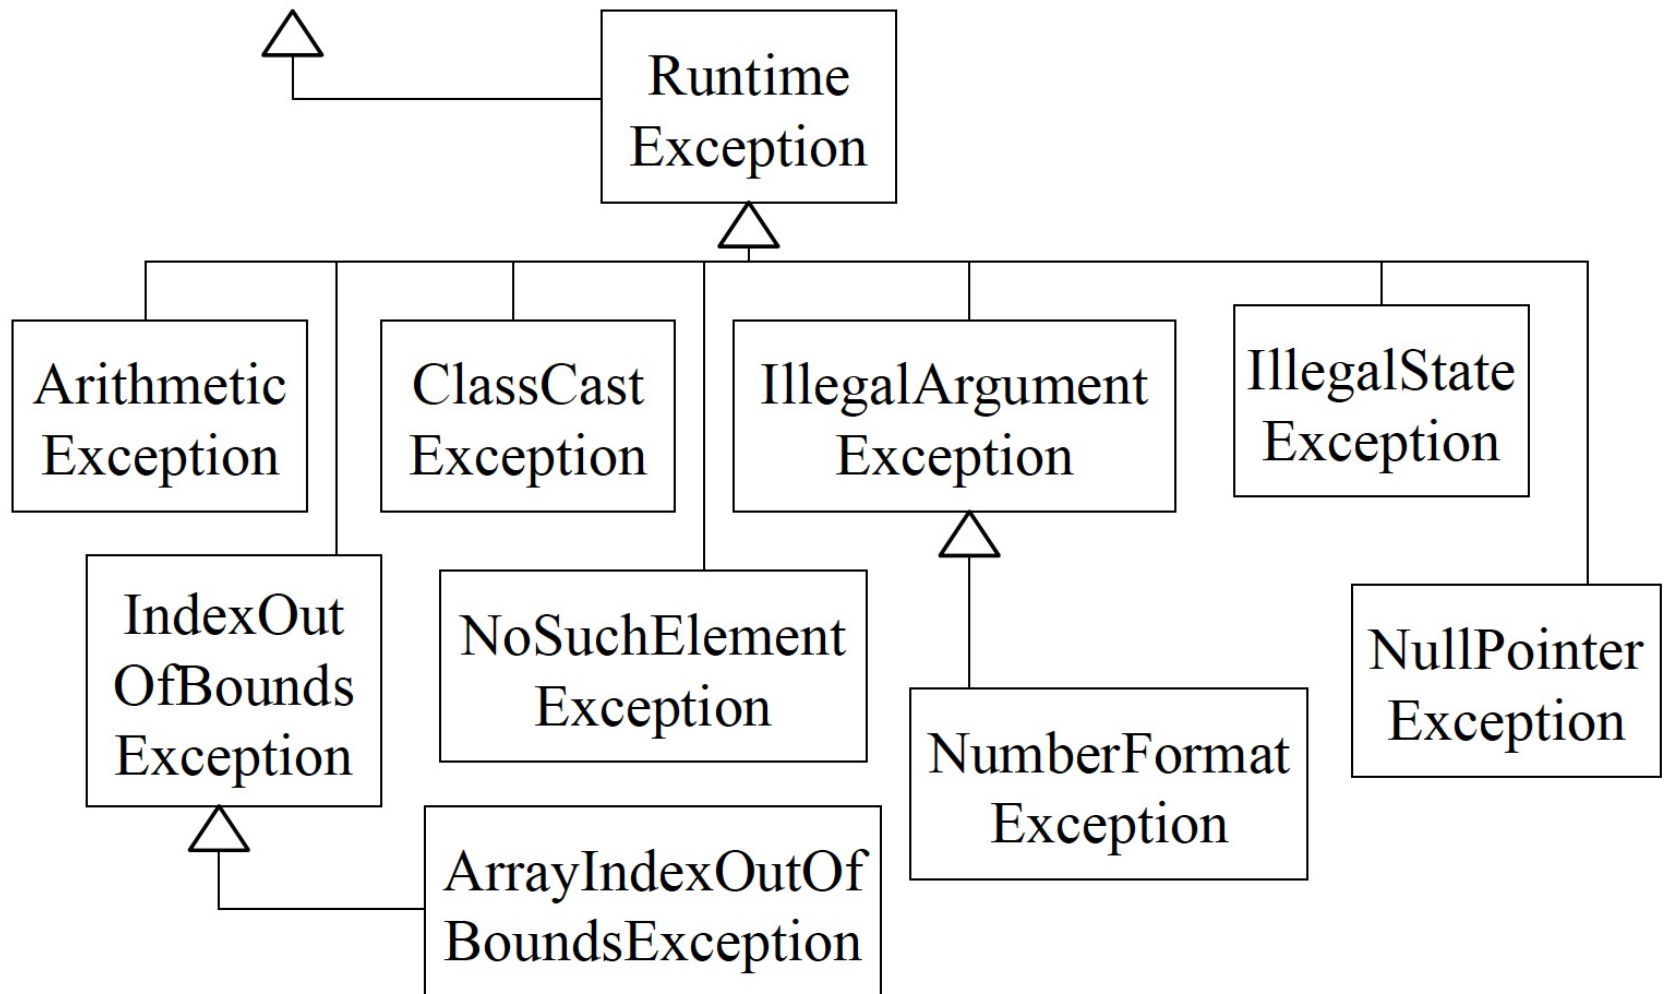 Runtime
Exception
Arithmetic
Exception
ClassCast
Exception
IllegalArgument
Exception
IllegalState
Exception
IndexOut
OfBounds
Exception
NoSuchElement
Exception
NumberFormat
Exception
NullPointer
Exception
ArrayIndexOutOf
BoundsException